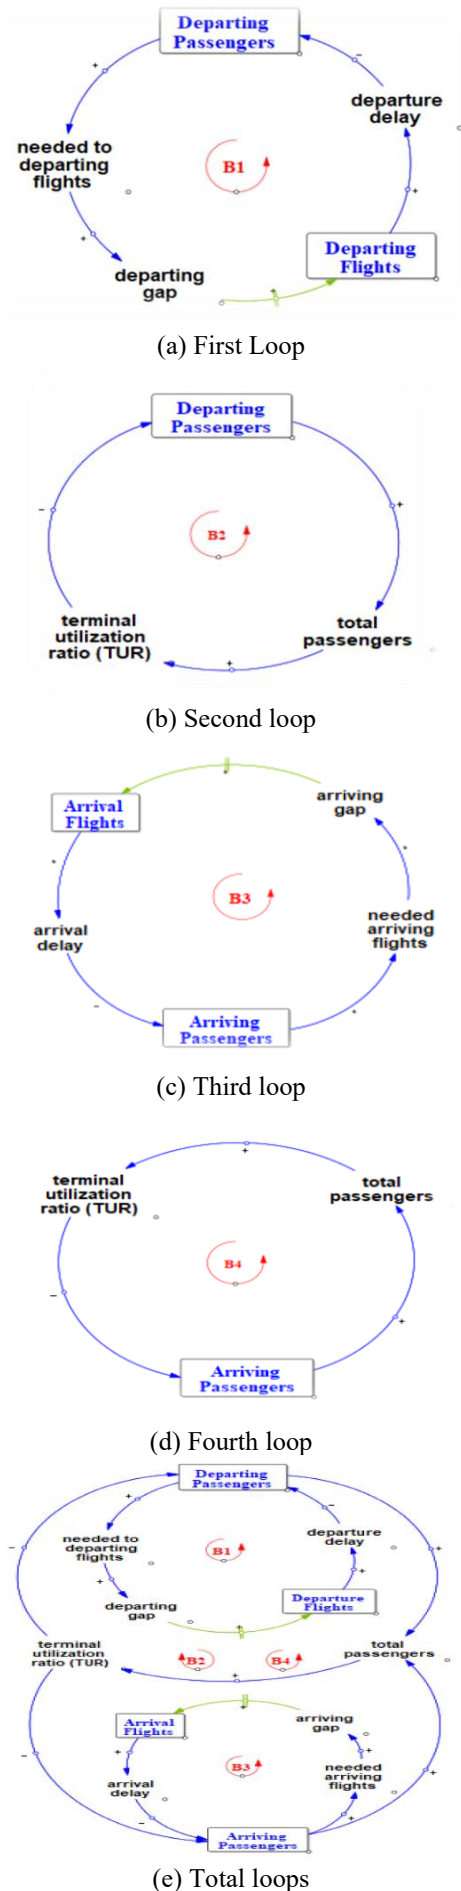 Departing
Passengers
+
−
departure
delay
needed to
departing
flights
B1
+
+
departing
gap
Departing
Flights
+
(a) First Loop
Departing
Passengers
−
+
B2
terminal
utilization
ratio (TUR)
total
passengers
+
(b) Second loop
+
arriving
gap
Arrival
Flights
B3
needed
arriving
flights
arrival
delay
−
Arriving
Passengers
(c) Third loop
+
terminal
utilization
ratio (TUR)
total
passengers
B4
−
+
Arriving
Passengers
(d) Fourth loop
Departing
Passengers
+
−
needed to
departing
flights
departure
delay
−
+
B1
+
+
departing
gap
Departure
Flights
+
terminal
utilization
ratio (TUR)
B2
B4
total
passengers
+
+
arriving
gap
Arrival
Flights
+
+
B3
needed
arriving
flights
arrival
delay
−
+
−
+
Arriving
Passengers
(e) Total loops